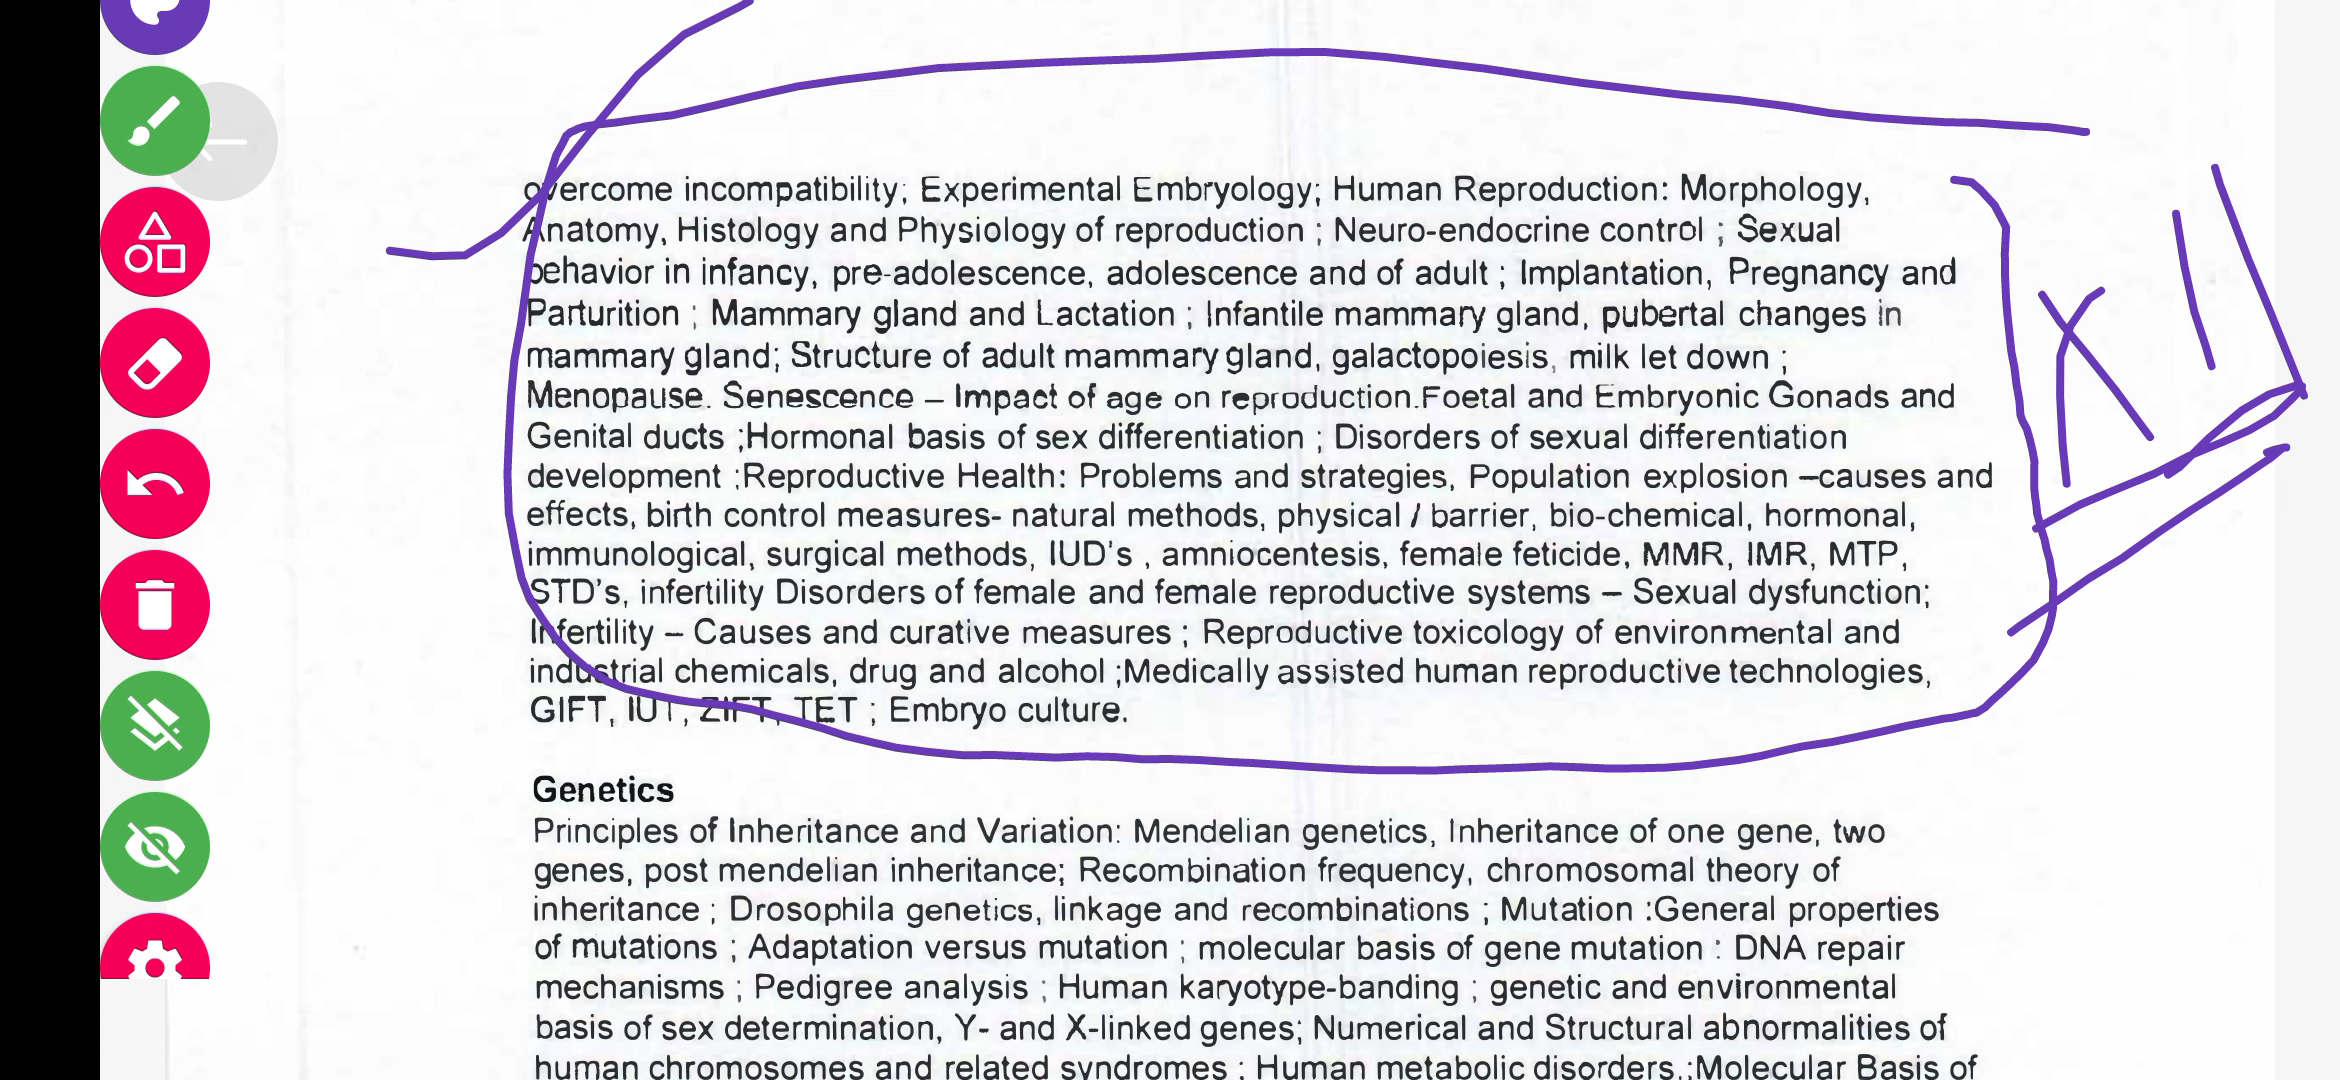 overcome incompatibility; Experimental Embryology; Human Reproduction: Morphology,
Anatomy, Histology and Physiology of reproduction ; Neuro-endocrine control ; Sexual
behavior in infancy, pre-adolescence, adolescence and of adult ; Implantation, Pregnancy and
Parturition ; Mammary gland and Lactation ; Infantile mammary gland, pubertal changes in
mammary gland; Structure of adult mammary gland, galactopoiesis, milk let down ;
Menopause. Senescence – Impact of age on reproduction.Foetal and Embryonic Gonads and
Genital ducts ;Hormonal basis of sex differentiation ; Disorders of sexual differentiation
development ;Reproductive Health: Problems and strategies, Population explosion –causes and
effects, birth control measures- natural methods, physical / barrier, bio-chemical, hormonal,
immunological, surgical methods, IUD's , amniocentesis, female feticide, MMR, IMR, MTP,
STD's, infertility Disorders of female and female reproductive systems – Sexual dysfunction;
Infertility – Causes and curative measures ; Reproductive toxicology of environmental and
industrial chemicals, drug and alcohol ;Medically assisted human reproductive technologies,
GIFT, IUT, ZIFT, TET ; Embryo culture.
XII
Genetics
Principles of Inheritance and Variation: Mendelian genetics, Inheritance of one gene, two
genes, post mendelian inheritance; Recombination frequency, chromosomal theory of
inheritance ; Drosophila genetics, linkage and recombinations ; Mutation :General properties
of mutations ; Adaptation versus mutation ; molecular basis of gene mutation : DNA repair
mechanisms ; Pedigree analysis ; Human karyotype-banding ; genetic and environmental
basis of sex determination, Y- and X-linked genes; Numerical and Structural abnormalities of
human chromosomes and related syndromes ; Human metabolic disorders.;Molecular Basis of